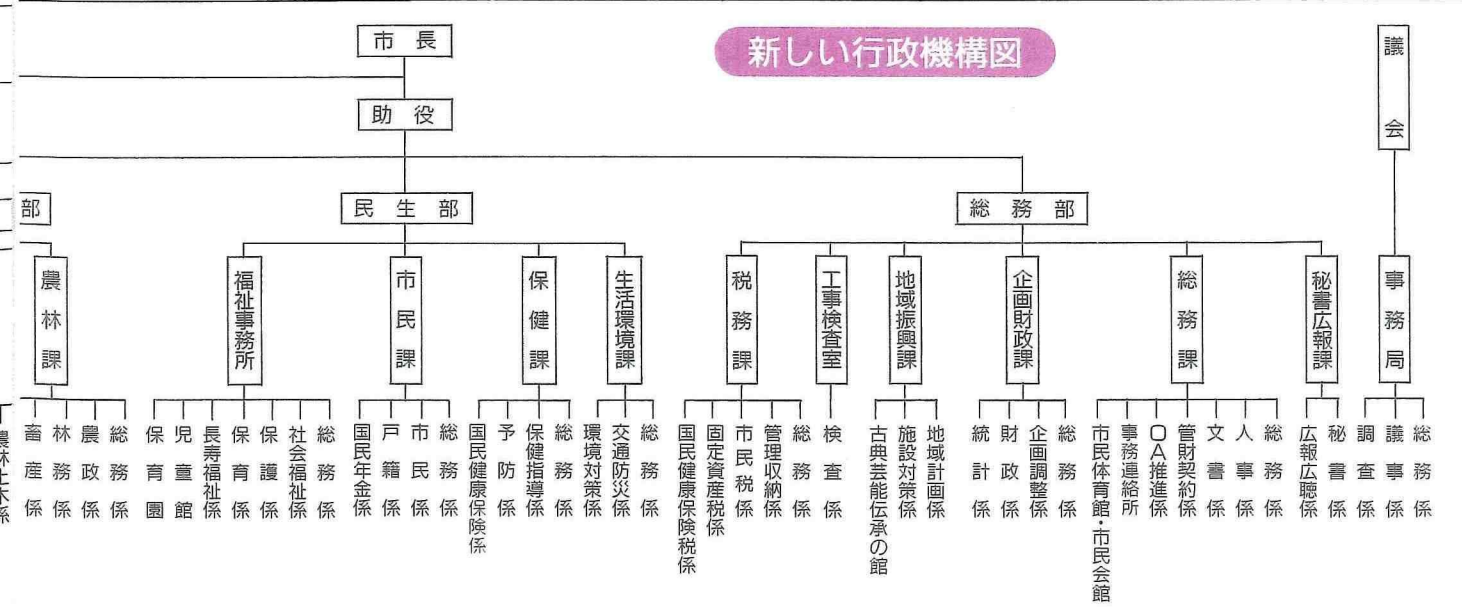 新しい行政機構図
市長
助役
議会
部
民生部
総務部
事務局
秘書広報課
総務課
企画財政課
地域振興課
工事検査室
税務課
生活環境課
保健課
市民課
福祉事務所
農林課
総務係
議事係
調査係
秘書係
広報広聴係
総務係
人事係
文書係
管財契約係
OA推進係
事務連絡所
市民体育館・市民会館
総務係
企画調整係
財政係
統計係
地域計画係
施設対策係
古典芸能伝承の館
検査係
総務係
管理収納係
市民税係
固定資産税係
国民健康保険税係
総務係
交通防災係
環境対策係
総務係
保健指導係
予防係
国民健康保険係
総務係
市民係
戸籍係
国民年金係
総務係
社会福祉係
保護係
保育係
長寿福祉係
児童館
保育園
総務係
農政係
林務係
畜産係
農林土木係